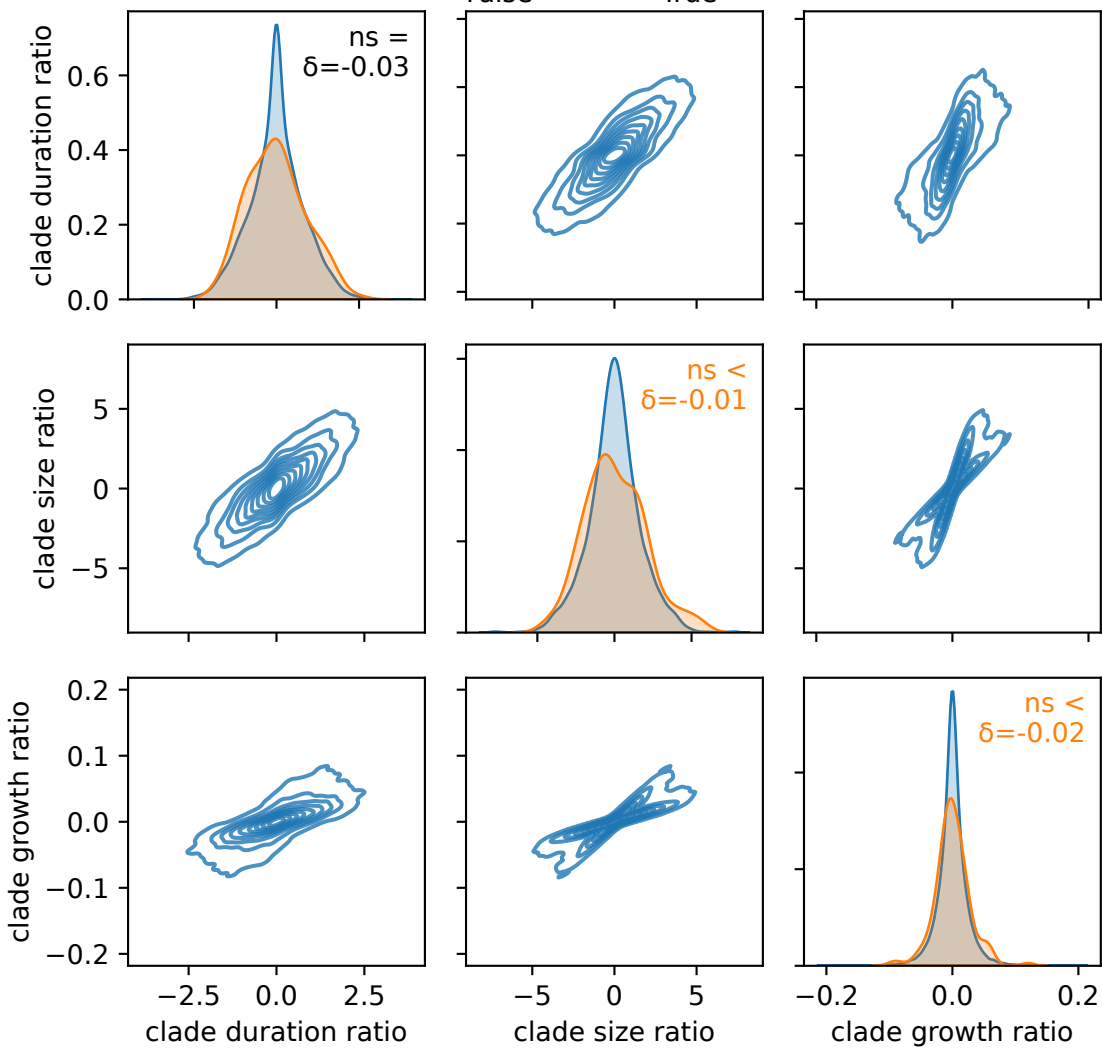 False True
clade duration ratio
0.6
0.4
0.2
0.0
ns =
δ=-0.03
clade size ratio
5
0
−5
ns <
δ=-0.01
clade growth ratio
0.2
0.1
0.0
−0.1
−0.2
ns <
δ=-0.02
−2.5 0.0 2.5
−5 0 5
−0.2 0.0 0.2
clade duration ratio
clade size ratio
clade growth ratio